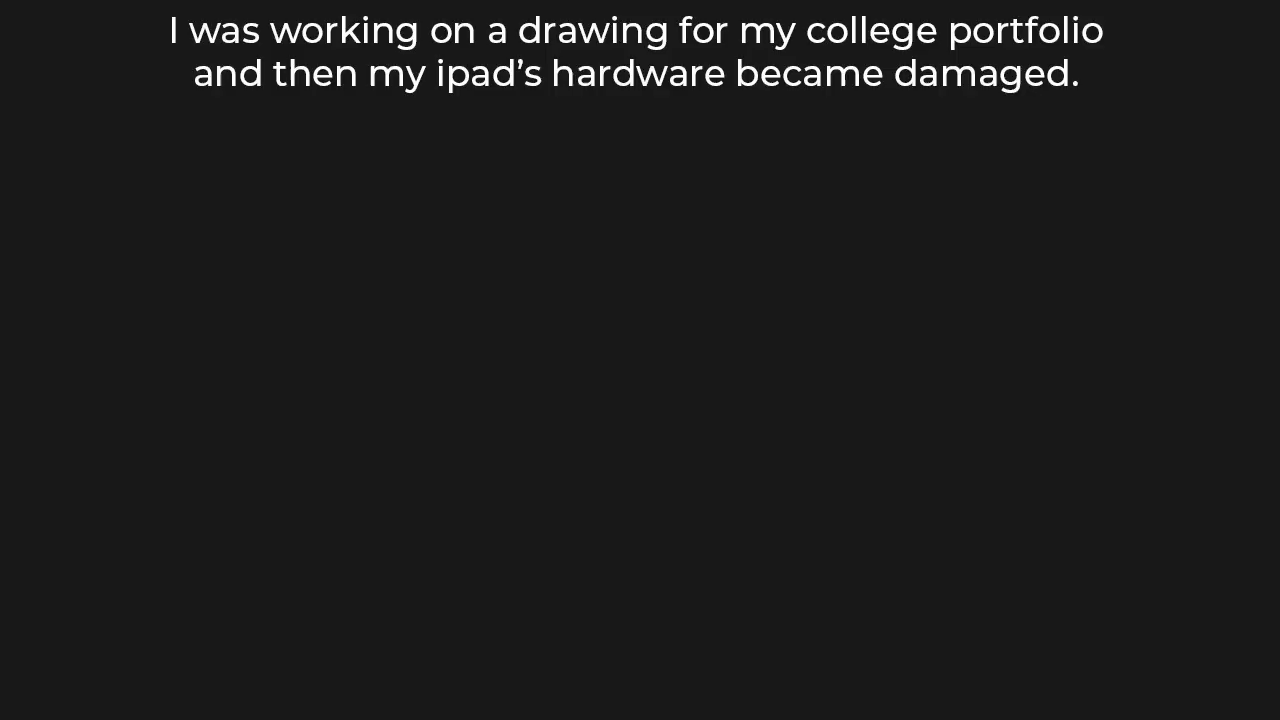 I was working on a drawing for my college portfolio
and then my ipad’s hardware became damaged.